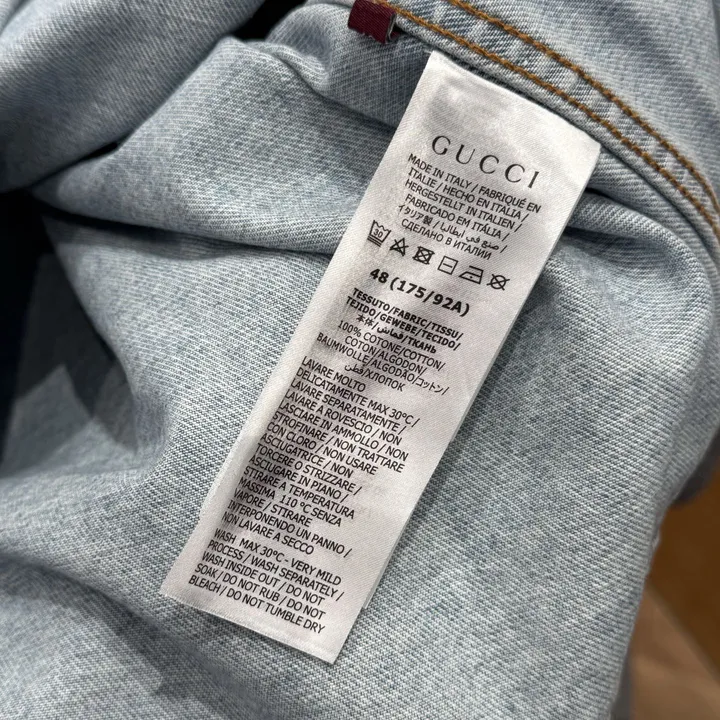 GUCCI
MADE IN ITALY / FABRIQUÉ EN
ITALIE / HECHO EN ITALIA /
HERGESTELLT IN ITALIEN /
FABRICADO EM ITÁLIA /
イタリア製 / صنع في ايطاليا /
СДЕЛАНО В ИТАЛИИ
30
48 (175/92A)
TESSUTO/FABRIC/TISSU/
TEJIDO/GEWEBE/TECIDO/
قماش/ТКАНЬ
100% COTONE/COTTON/
COTON/ALGODON/
BAUMWOLLE/ALGODAO/コットン/
قطن/ХЛОПОК
LAVARE MOLTO
DELICATAMENTE MAX 30°C/
LAVARE SEPARATAMENTE /
LAVARE A ROVESCIO / NON
LASCIARE IN AMMOLLO / NON
STROFINARE / NON TRATTARE
CON CLORO / NON USARE
ASCIUGATRICE / NON
TORCERE O STRIZZARE /
ASCIUGARE IN PIANO /
STIRARE A TEMPERATURA
MASSIMA 110 °C SENZA
VAPORE / STIRARE
INTERPONENDO UN PANNO /
NON LAVARE A SECCO
WASH MAX 30°C - VERY MILD
PROCESS / WASH SEPARATELY /
WASH INSIDE OUT / DO NOT
SOAK / DO NOT RUB / DO NOT
BLEACH / DO NOT TUMBLE DRY